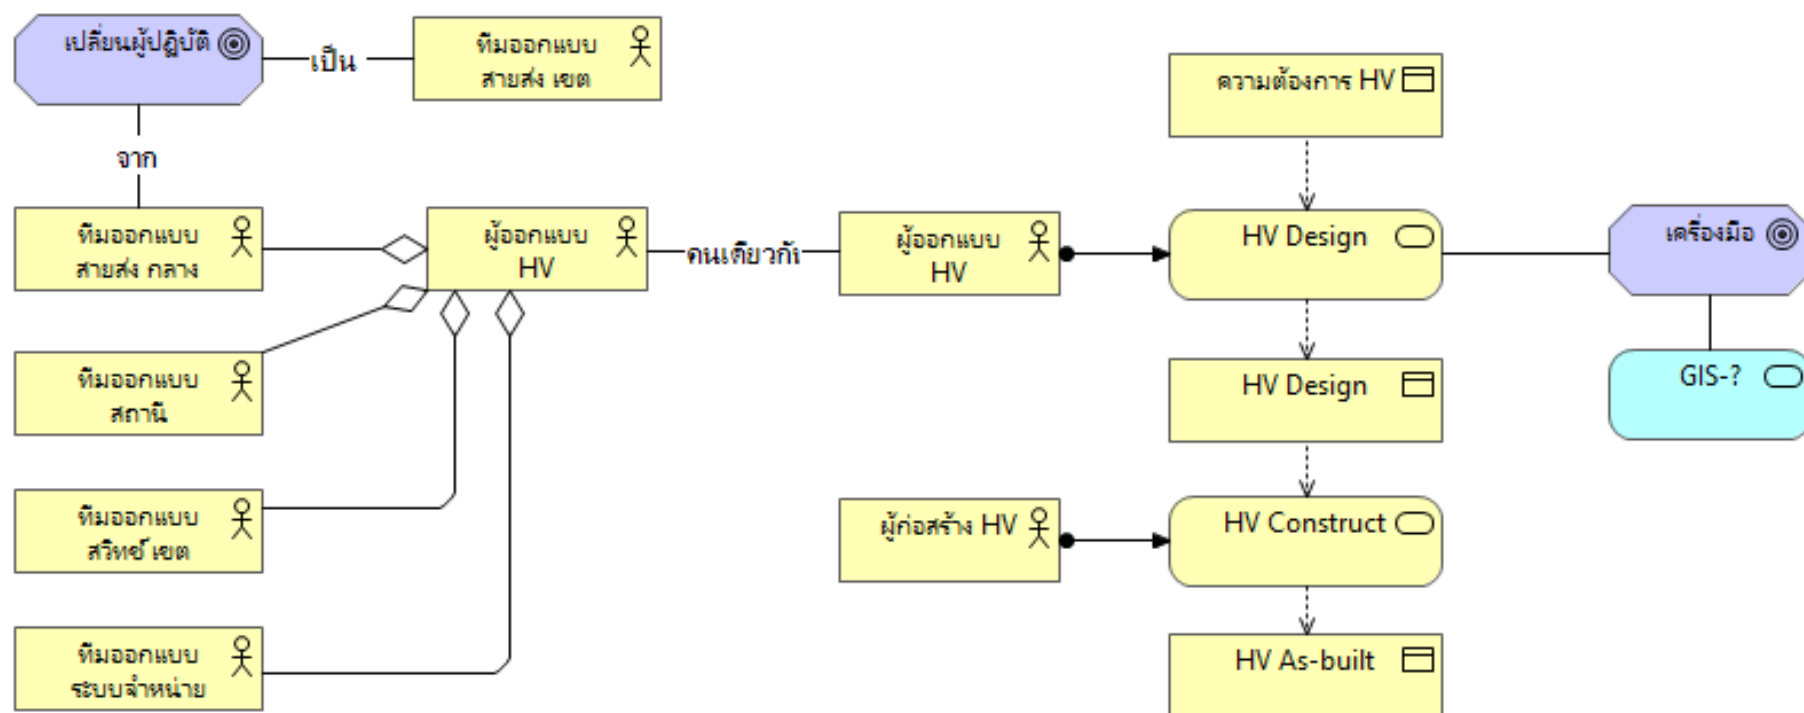 เปลี่ยนผู้ปฏิบัติ
เป็น
ทีมออกแบบ
สายส่ง เขต
จาก
ทีมออกแบบ
สายส่ง กลาง
ผู้ออกแบบ
HV
คนเดียวกัน
ผู้ออกแบบ
HV
ทีมออกแบบ
สถานี
ทีมออกแบบ
สวิทซ์ เขต
ทีมออกแบบ
ระบบจำหน่าย
ความต้องการ HV
HV Design
HV Design
ผู้ก่อสร้าง HV
HV Construct
HV As-built
เครื่องมือ
GIS-?